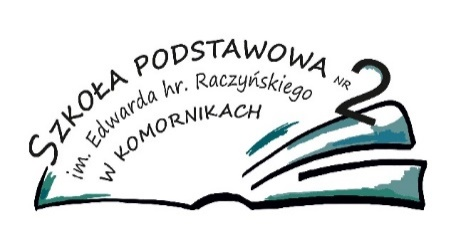 SZKOŁA PODSTAWOWA NR 2
im. Edwarda hr. Raczyńskiego
W KOMORNIKACH